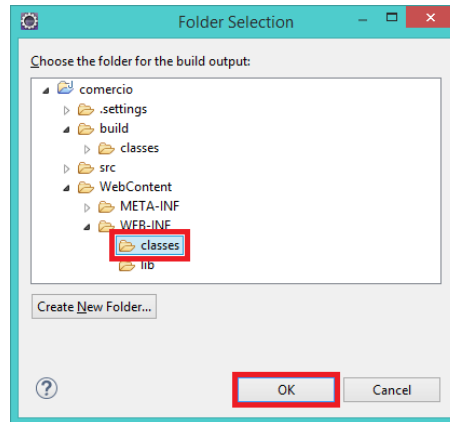 Folder Selection
Choose the folder for the build output:
comercio
.settings
build
classes
src
WebContent
META-INF
WEB-INF
classes
lib
Create New Folder...
? OK Cancel